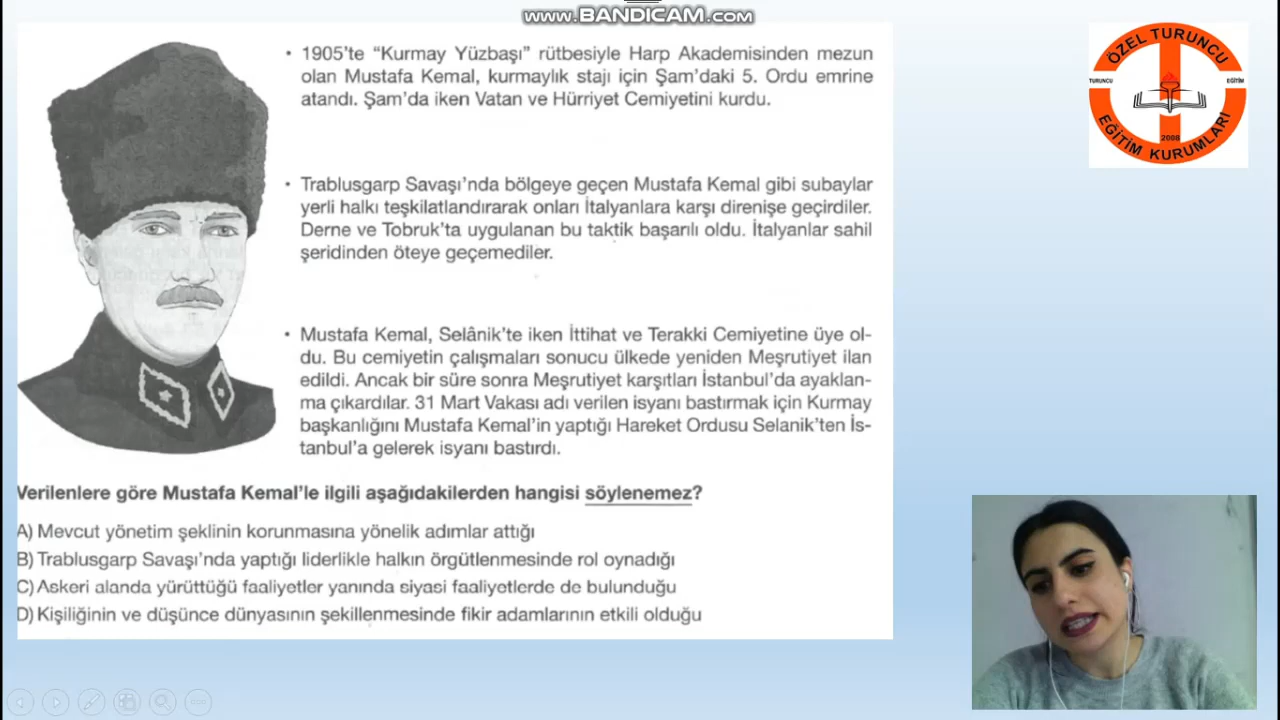 www.BANDICAM.com
• 1905'te “Kurmay Yüzbaşı” rütbesiyle Harp Akademisinden mezun
olan Mustafa Kemal, kurmaylık stajı için Şam'daki 5. Ordu emrine
atandı. Şam'da iken Vatan ve Hürriyet Cemiyetini kurdu.
• Trablusgarp Savaşı'nda bölgeye geçen Mustafa Kemal gibi subaylar
yerli halkı teşkilatlandırarak onları İtalyanlara karşı direnişe geçirdiler.
Derne ve Tobruk'ta uygulanan bu taktik başarılı oldu. İtalyanlar sahil
şeridinden öteye geçemediler.
• Mustafa Kemal, Selânik'te iken İttihat ve Terakki Cemiyetine üye ol-
du. Bu cemiyetin çalışmaları sonucu ülkede yeniden Meşrutiyet ilan
edildi. Ancak bir süre sonra Meşrutiyet karşıtları İstanbul'da ayaklan-
ma çıkardılar. 31 Mart Vakası adı verilen isyanı bastırmak için Kurmay
başkanlığını Mustafa Kemal'in yaptığı Hareket Ordusu Selanik'ten İs-
tanbul'a gelerek isyanı bastırdı.
Verilenlere göre Mustafa Kemal'le ilgili aşağıdakilerden hangisi söylenemez?
A) Mevcut yönetim şeklinin korunmasına yönelik adımlar attığı
B) Trablusgarp Savaşı'nda yaptığı liderlikle halkın örgütlenmesinde rol oynadığı
C) Askeri alanda yürüttüğü faaliyetler yanında siyasi faaliyetlerde de bulunduğu
D) Kişiliğinin ve düşünce dünyasının şekillenmesinde fikir adamlarının etkili olduğu
ÖZEL TURUNCU
TURUNCU
EĞİTİM
2008
EĞİTİM KURUMLARI